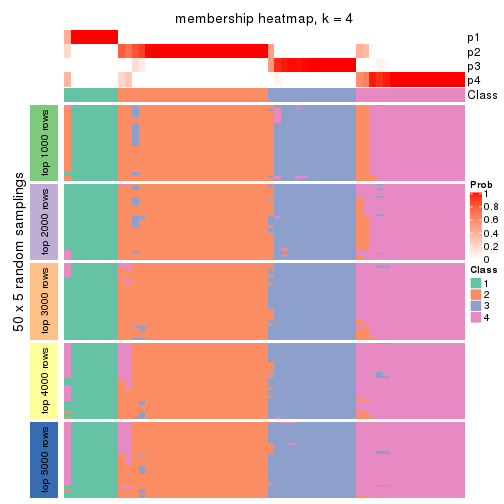 membership heatmap, k = 4
p1
p2
p3
p4
Class
50 x 5 random samplings
top 1000 rows
top 2000 rows
top 3000 rows
top 4000 rows
top 5000 rows
Prob
1
0.8
0.6
0.4
0.2
0
Class
1
2
3
4